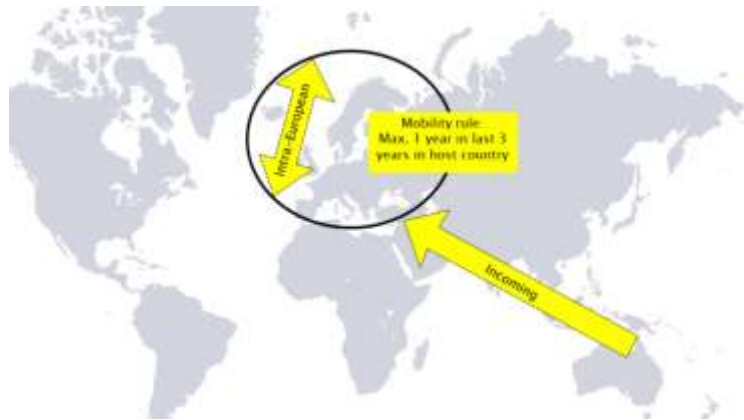 Intra-European
Mobility rule:
Max. 1 year in last 3
years in host country
Incoming